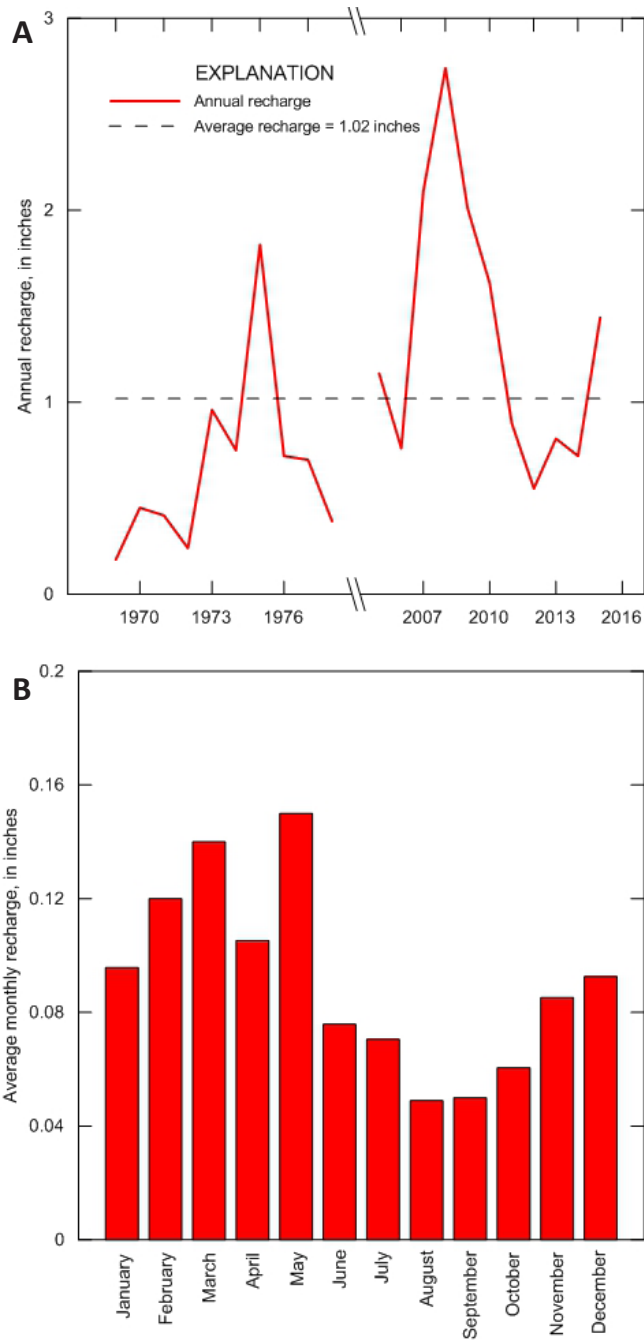 A
3
2
1
0
Annual recharge, in inches
EXPLANATION
Annual recharge
Average recharge = 1.02 inches
1970 1973 1976 2007 2010 2013 2016
B
0.2
0.16
0.12
0.08
0.04
0
Average monthly recharge, in inches
January
February
March
April
May
June
July
August
September
October
November
December